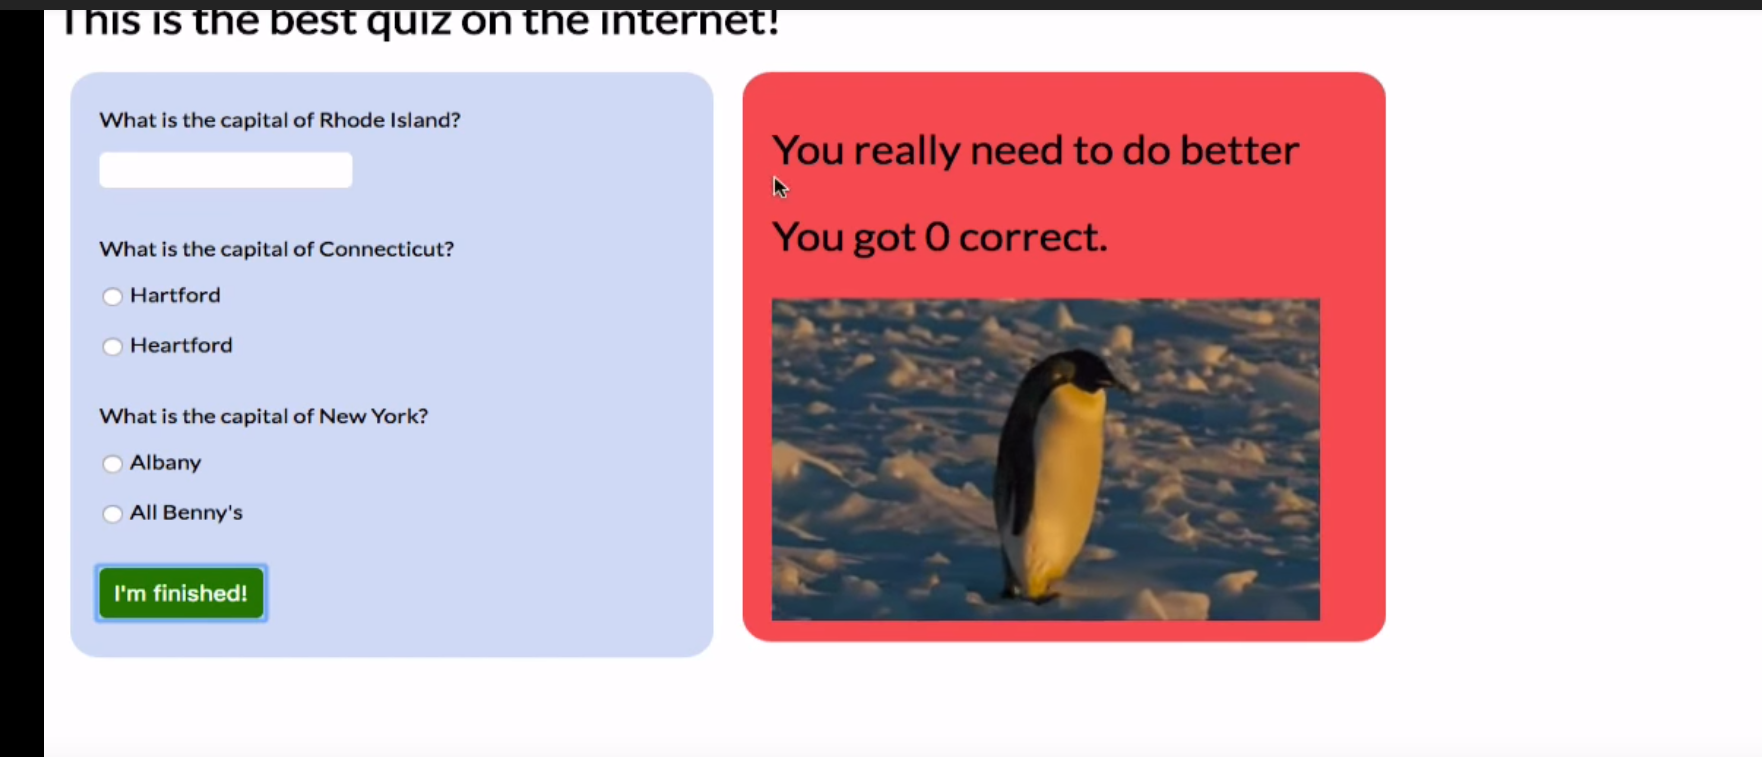 This is the best quiz on the internet!
What is the capital of Rhode Island?
What is the capital of Connecticut?
Hartford
Heartford
What is the capital of New York?
Albany
All Benny's
I'm finished!
You really need to do better
You got 0 correct.